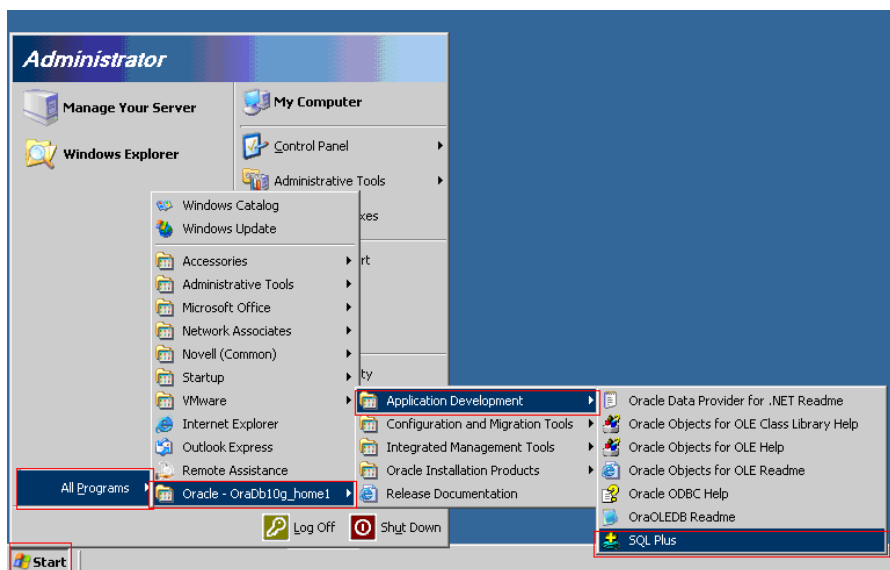 Administrator
Manage Your Server
Windows Explorer
My Computer
Control Panel
Administrative Tools
xes
rt
ty
Windows Catalog
Windows Update
Accessories
Administrative Tools
Microsoft Office
Network Associates
Novell (Common)
Startup
VMware
Internet Explorer
Outlook Express
Remote Assistance
Oracle - OraDb10g_home1
Application Development
Configuration and Migration Tools
Integrated Management Tools
Oracle Installation Products
Release Documentation
Oracle Data Provider for .NET Readme
Oracle Objects for OLE Class Library Help
Oracle Objects for OLE Help
Oracle Objects for OLE Readme
Oracle ODBC Help
OraOLEDB Readme
SQL Plus
All Programs
Log Off
Shut Down
Start